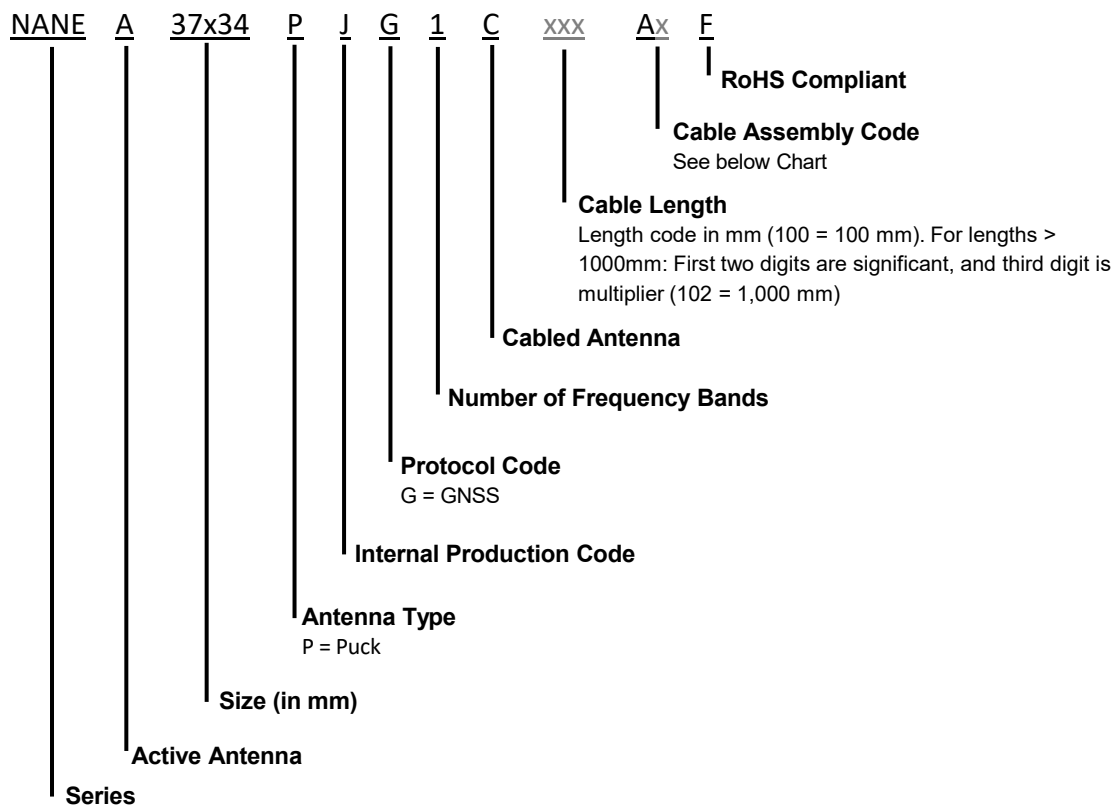 NANE A 37x34 P J G 1 C xxx Ax F
RoHS Compliant
Cable Assembly Code
See below Chart
Cable Length
Length code in mm (100 = 100 mm). For lengths >
1000mm: First two digits are significant, and third digit is
multiplier (102 = 1,000 mm)
Cabled Antenna
Number of Frequency Bands
Protocol Code
G = GNSS
Internal Production Code
Antenna Type
P = Puck
Size (in mm)
Active Antenna
Series